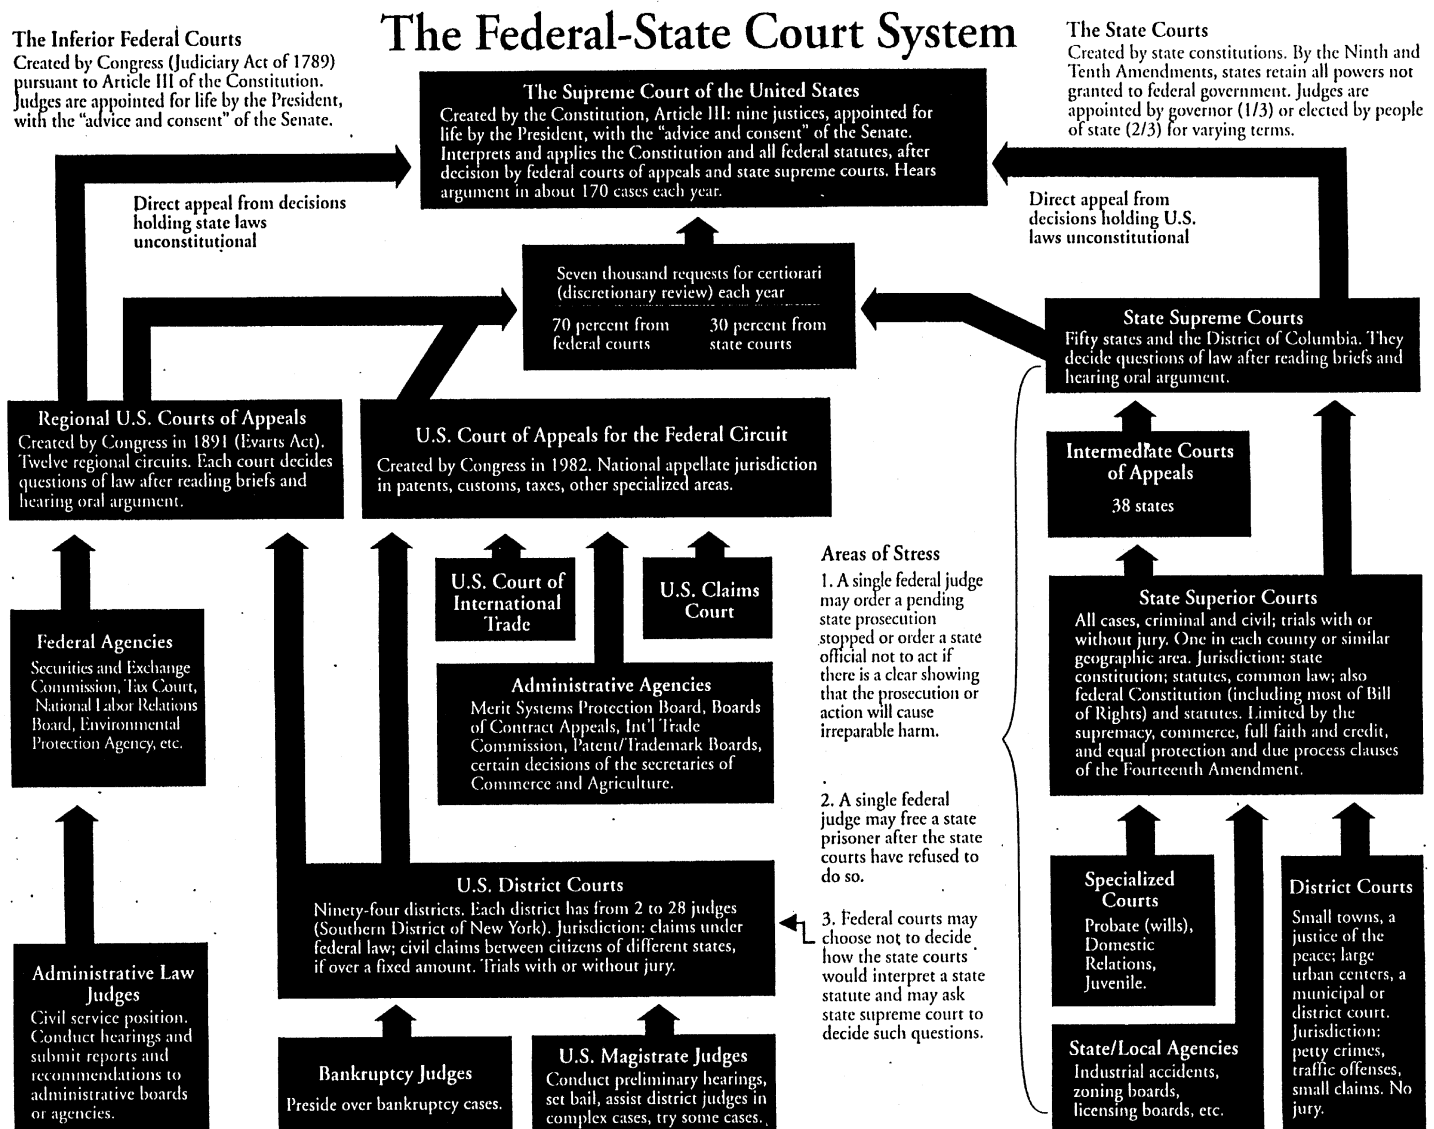 The Federal-State Court System
The Inferior Federal Courts
Created by Congress (Judiciary Act of 1789)
pursuant to Article III of the Constitution.
Judges are appointed for life by the President,
with the “advice and consent” of the Senate.
The State Courts
Created by state constitutions. By the Ninth and
Tenth Amendments, states retain all powers not
granted to federal government. Judges are
appointed by governor (1/3) or elected by people
of state (2/3) for varying terms.
The Supreme Court of the United States
Created by the Constitution, Article III: nine justices, appointed for
life by the President, with the “advice and consent” of the Senate.
Interprets and applies the Constitution and all federal statutes, after
decision by federal courts of appeals and state supreme courts. Hears
argument in about 170 cases each year.
Direct appeal from decisions
holding state laws
unconstitutional
Direct appeal from
decisions holding U.S.
laws unconstitutional
Seven thousand requests for certiorari
(discretionary review) each year
70 percent from
federal courts
30 percent from
state courts
State Supreme Courts
Fifty states and the District of Columbia. They
decide questions of law after reading briefs and
hearing oral argument.
Regional U.S. Courts of Appeals
Created by Congress in 1891 (Evarts Act).
Twelve regional circuits. Each court decides
questions of law after reading briefs and
hearing oral argument.
U.S. Court of Appeals for the Federal Circuit
Created by Congress in 1982. National appellate jurisdiction
in patents, customs, taxes, other specialized areas.
Intermediate Courts
of Appeals
38 states
U.S. Court of
International
Trade
U.S. Claims
Court
Areas of Stress
1. A single federal judge
may order a pending
state prosecution
stopped or order a state
official not to act if
there is a clear showing
that the prosecution or
action will cause
irreparable harm.
2. A single federal
judge may free a state
prisoner after the state
courts have refused to
do so.
3. Federal courts may
choose not to decide
how the state courts
would interpret a state
statute and may ask
state supreme court to
decide such questions.
State Superior Courts
All cases, criminal and civil; trials with or
without jury. One in each county or similar
geographic area. Jurisdiction: state
constitution; statutes, common law; also
federal Constitution (including most of Bill
of Rights) and statutes. Limited by the
supremacy, commerce, full faith and credit,
and equal protection and due process clauses
of the Fourteenth Amendment.
Federal Agencies
Securities and Exchange
Commission, Tax Court,
National Labor Relations
Board, Environmental
Protection Agency, etc.
Administrative Agencies
Merit Systems Protection Board, Boards
of Contract Appeals, Int'l Trade
Commission, Patent/Trademark Boards,
certain decisions of the secretaries of
Commerce and Agriculture.
U.S. District Courts
Ninety-four districts. Each district has from 2 to 28 judges
(Southern District of New York). Jurisdiction: claims under
federal law; civil claims between citizens of different states,
if over a fixed amount. Trials with or without jury.
Specialized
Courts
Probate (wills),
Domestic
Relations,
Juvenile.
District Courts
Small towns, a
justice of the
peace; large
urban centers, a
municipal or
district court.
Jurisdiction:
petty crimes,
traffic offenses,
small claims. No
jury.
Administrative Law
Judges
Civil service position.
Conduct hearings and
submit reports and
recommendations to
administrative boards
or agencies.
Bankruptcy Judges
Preside over bankruptcy cases.
U.S. Magistrate Judges
Conduct preliminary hearings,
set bail, assist district judges in
complex cases, try some cases.
State/Local Agencies
Industrial accidents,
zoning boards,
licensing boards, etc.